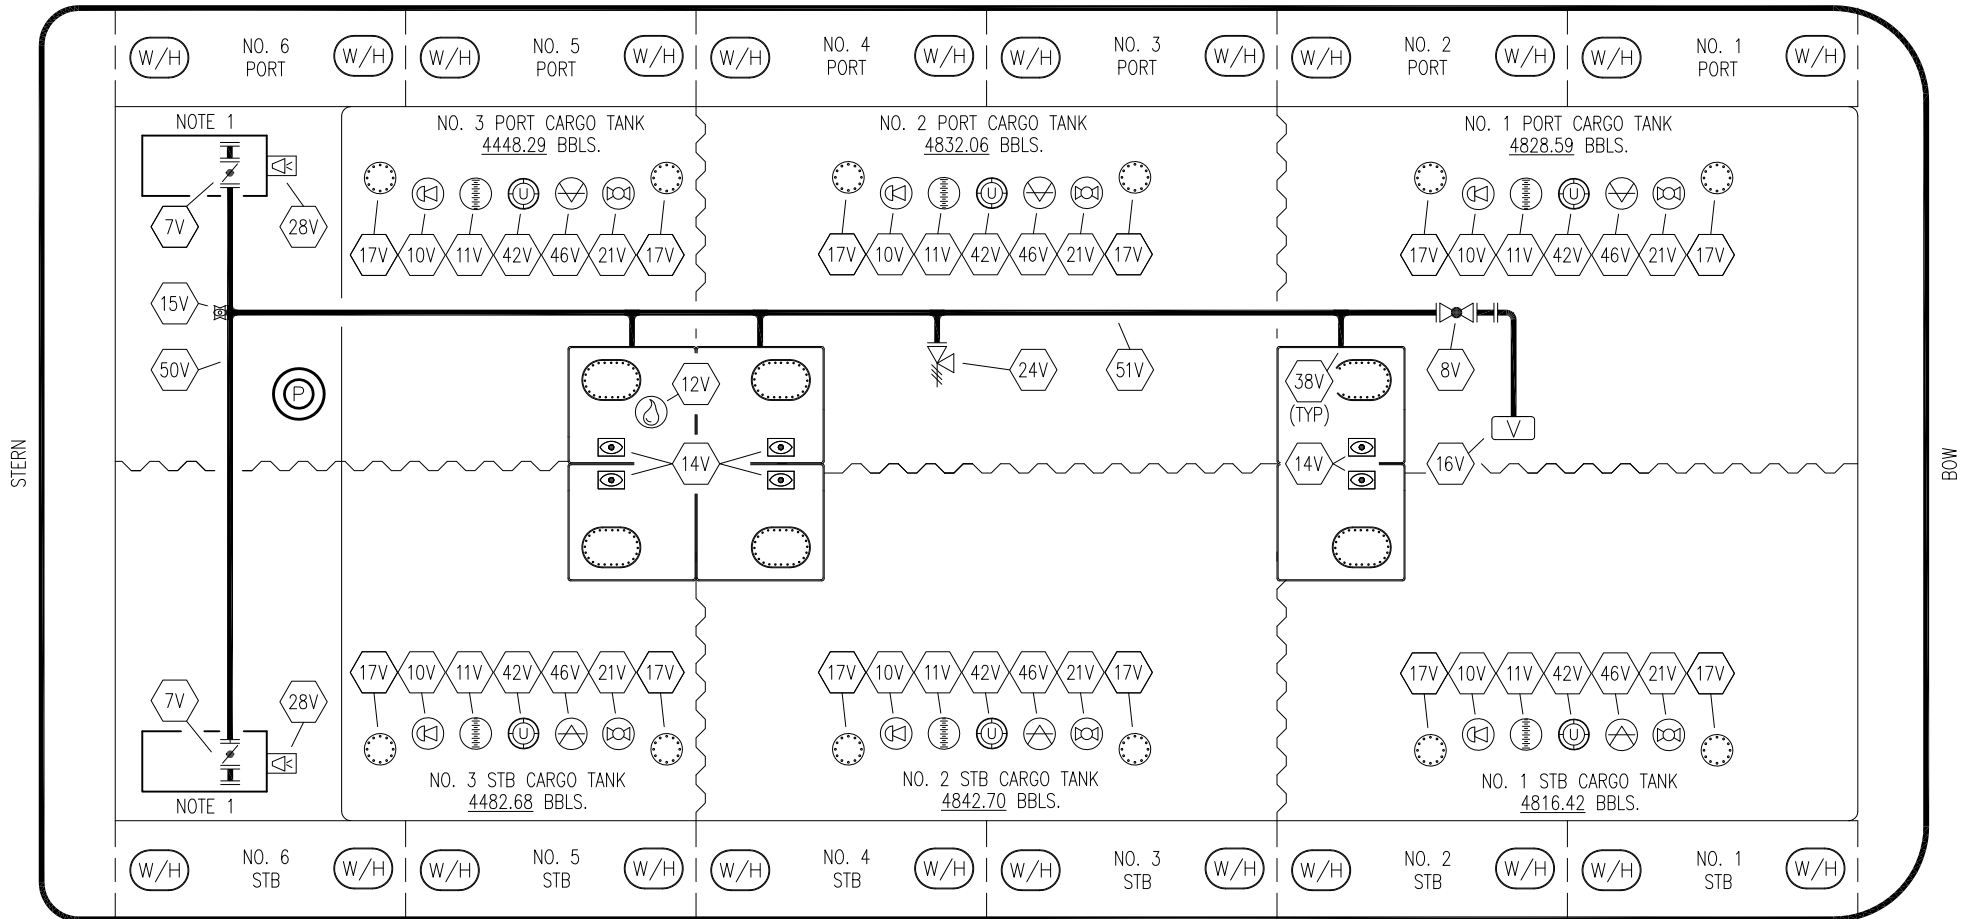 W/H NO. 6 W/H W/H NO. 5 W/H W/H NO. 4 W/H W/H NO. 3 W/H W/H NO. 2 W/H W/H NO. 1 W/H
PORT PORT PORT PORT PORT PORT
NOTE 1 NO. 3 PORT CARGO TANK NO. 2 PORT CARGO TANK NO. 1 PORT CARGO TANK
4448.29 BBLS. 4832.06 BBLS. 4828.59 BBLS.
U U U
7V 28V
17V 10V 11V 42V 46V 21V 17V 17V 10V 11V 42V 46V 21V 17V 17V 10V 11V 42V 46V 21V 17V
15V
50V 12V 24V 51V 38V 8V
P
(TYP)
V
STERN 14V 14V 16V BOW
17V 10V 11V 42V 46V 21V 17V 17V 10V 11V 42V 46V 21V 17V 17V 10V 11V 42V 46V 21V 17V
7V 28V
U U U
NO. 3 STB CARGO TANK NO. 2 STB CARGO TANK NO. 1 STB CARGO TANK
NOTE 1 4482.68 BBLS. 4842.70 BBLS. 4816.42 BBLS.
W/H NO. 6 W/H W/H NO. 5 W/H W/H NO. 4 W/H W/H NO. 3 W/H W/H NO. 2 W/H W/H NO. 1 W/H
STB STB STB STB STB STB